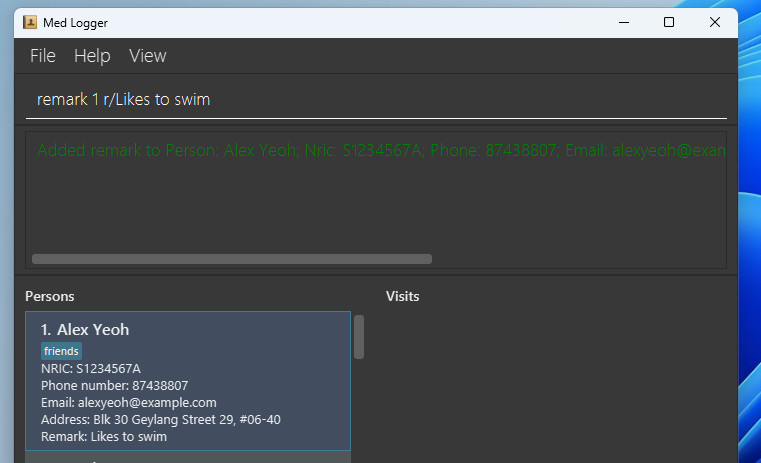 Med Logger
File Help View
remark 1 r/Likes to swim
Added remark to Person: Alex Yeoh; Nric: S1234567A; Phone: 87438807; Email: alexyeoh@exan
Persons
Visits
1. Alex Yeoh
friends
NRIC: S1234567A
Phone number: 87438807
Email: alexyeoh@example.com
Address: Blk 30 Geylang Street 29, #06-40
Remark: Likes to swim